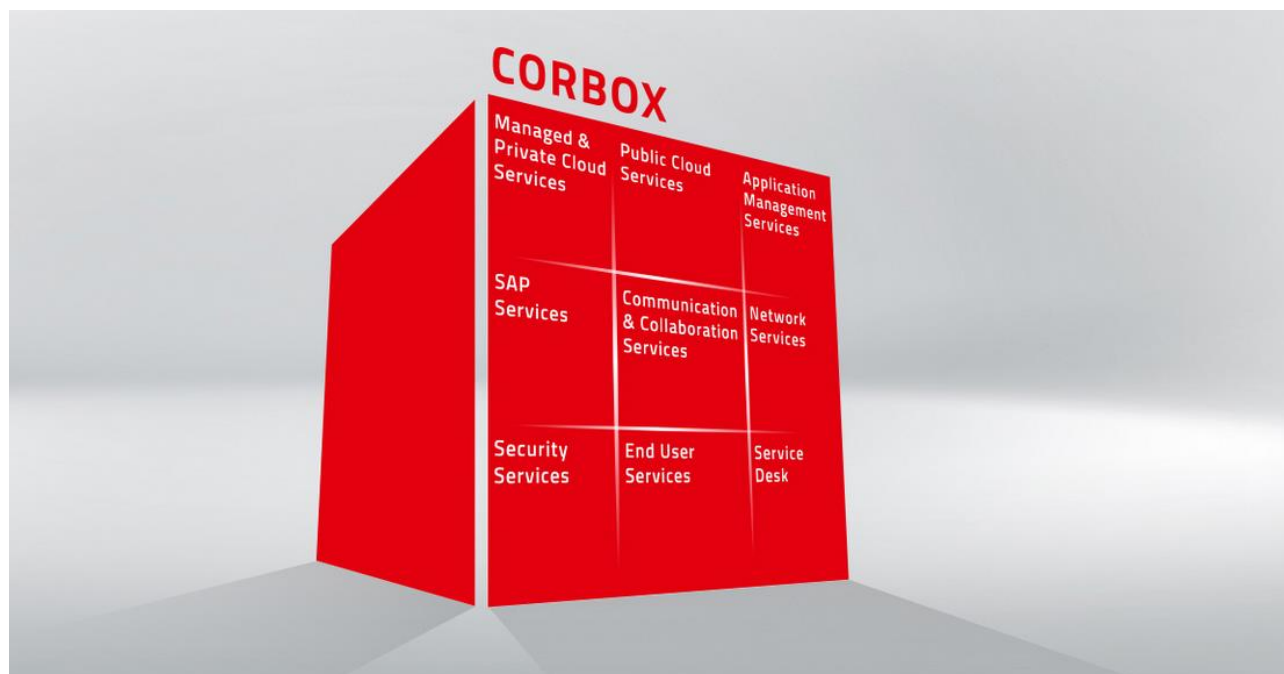 CORBOX
Managed &
Private Cloud
Services
Public Cloud
Services
Application
Management
Services
SAP
Services
Communication
& Collaboration
Services
Network
Services
Security
Services
End User
Services
Service
Desk